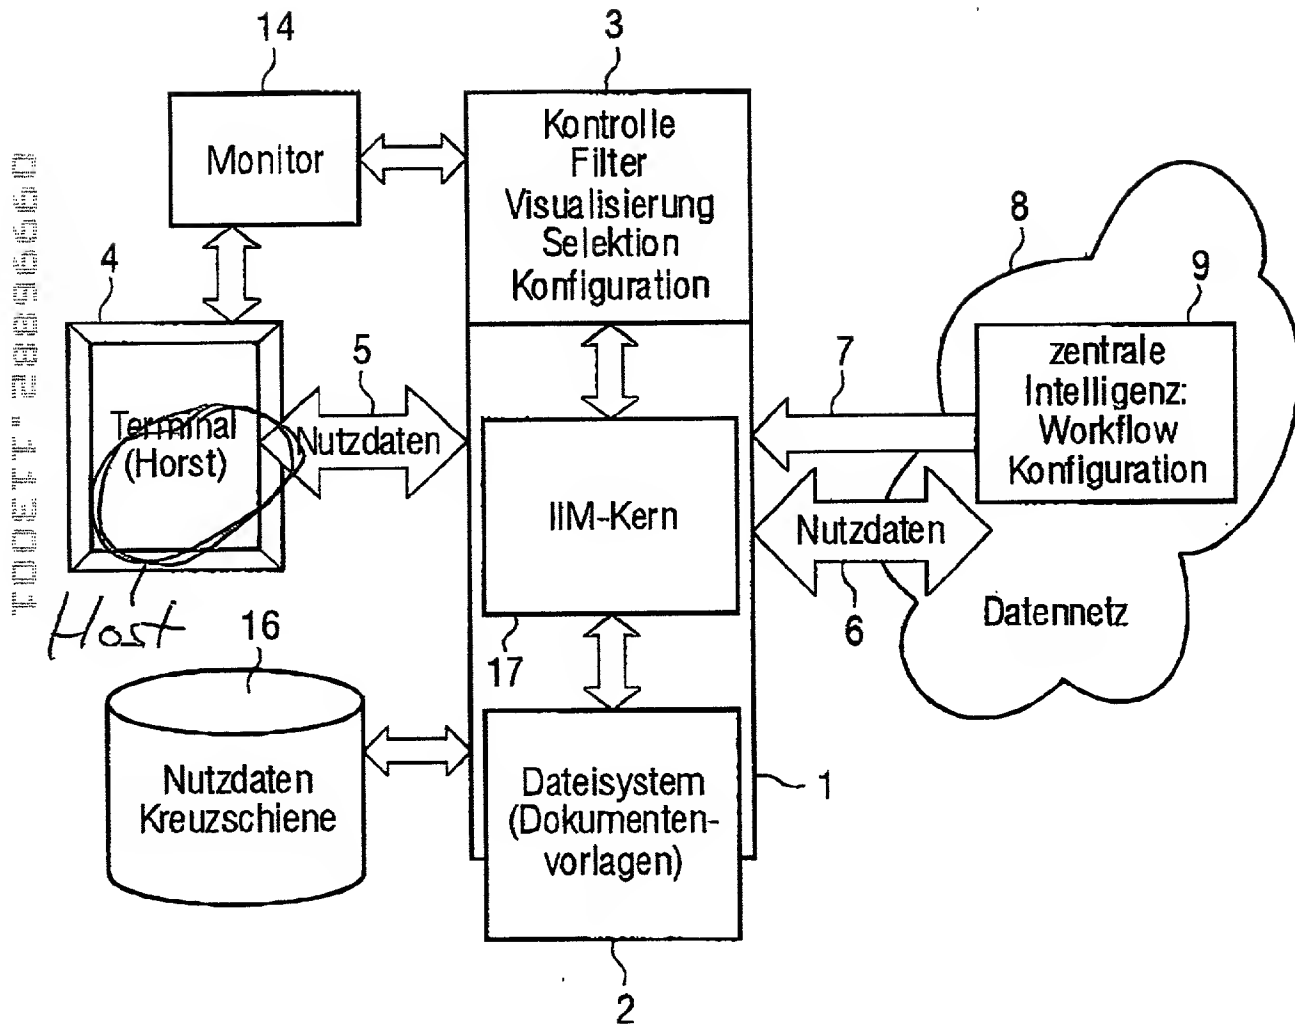 14
3
Monitor
Kontrolle
Filter
Visualisierung
Selektion
Konfiguration
4
8
9
5
7
zentrale
Intelligenz:
Workflow
Konfiguration
Terminal
(Horst)
Nutzdaten
IIM-Kern
Nutzdaten
Host
16
17
6
Datennetz
Nutzdaten
Kreuzschiene
Dateisystem
(Dokumenten-
vorlagen)
1
2